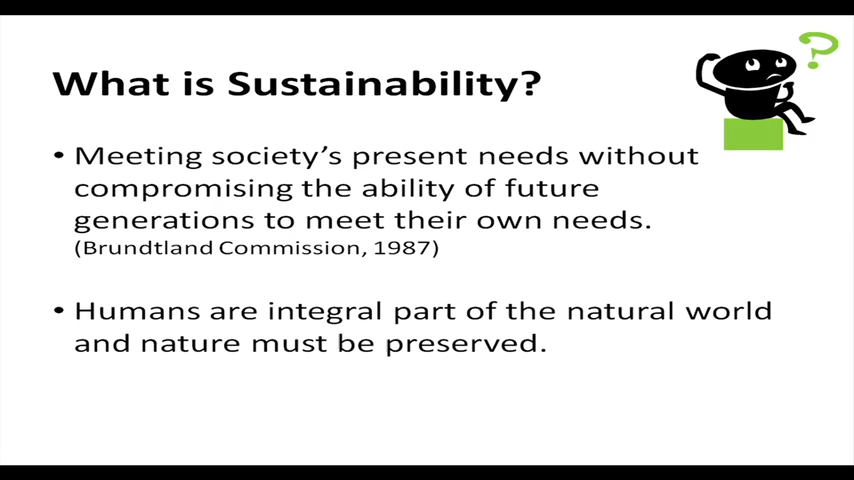 What is Sustainability?
• Meeting society’s present needs without
compromising the ability of future
generations to meet their own needs.
(Brundtland Commission, 1987)
• Humans are integral part of the natural world
and nature must be preserved.